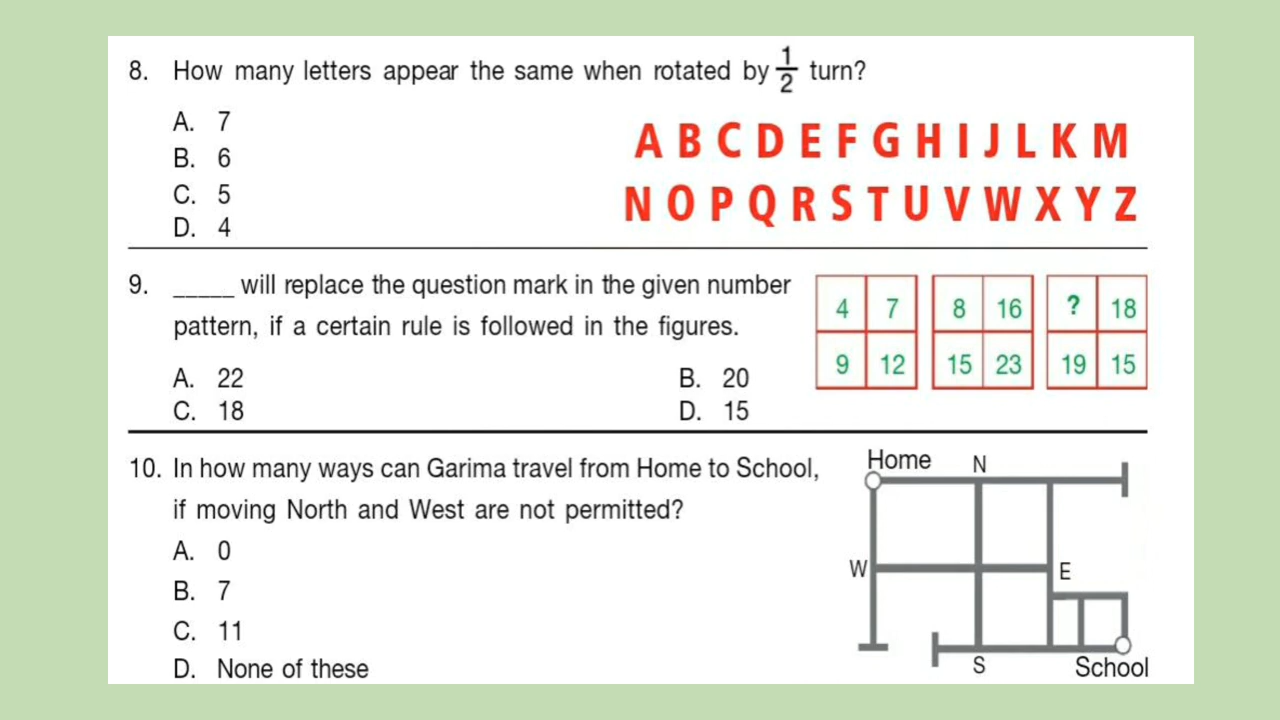 8. How many letters appear the same when rotated by 1/2 turn?
A. 7
B. 6
C. 5
D. 4
A B C D E F G H I J L K M
N O P Q R S T U V W X Y Z
9. _____ will replace the question mark in the given number
pattern, if a certain rule is followed in the figures.
A. 22 B. 20
C. 18 D. 15
4 7 8 16 ? 18
9 12 15 23 19 15
10. In how many ways can Garima travel from Home to School,
if moving North and West are not permitted?
A. 0
B. 7
C. 11
D. None of these
Home N
W E
S School